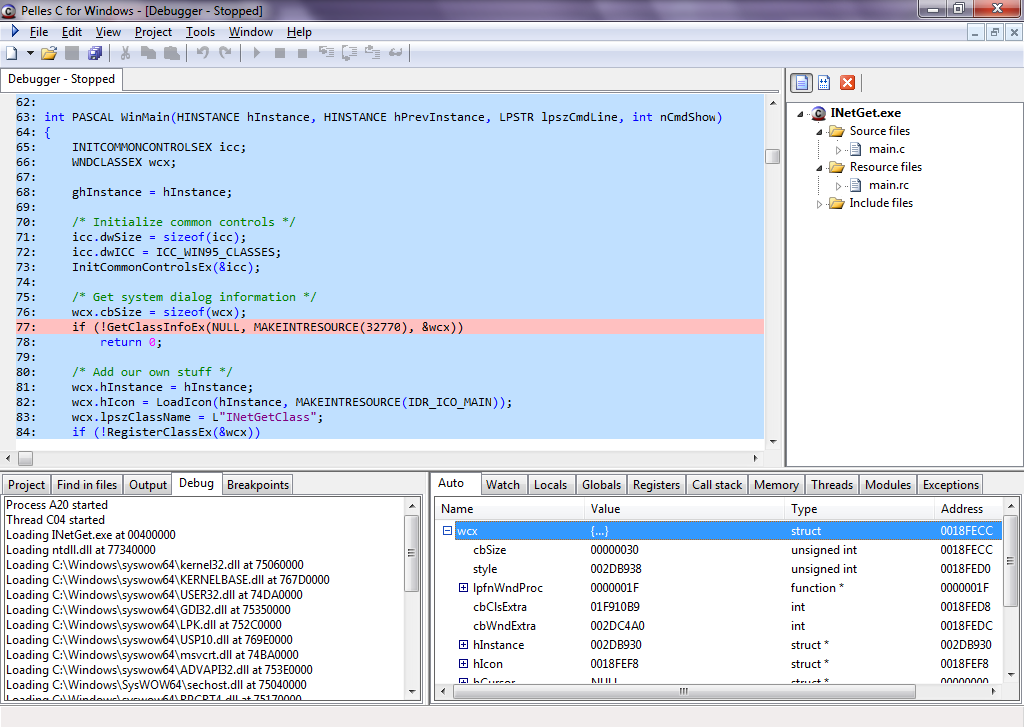 Pelles C for Windows - [Debugger - Stopped]
File Edit View Project Tools Window Help
Debugger - Stopped
62:
63: int PASCAL WinMain(HINSTANCE hInstance, HINSTANCE hPrevInstance, LPSTR lpszCmdLine, int nCmdShow)
64: {
65: INITCOMMONCONTROLSEX icc;
66: WNDCLASSEX wcx;
67:
68: ghInstance = hInstance;
69:
70: /* Initialize common controls */
71: icc.dwSize = sizeof(icc);
72: icc.dwICC = ICC_WIN95_CLASSES;
73: InitCommonControlsEx(&icc);
74:
75: /* Get system dialog information */
76: wcx.cbSize = sizeof(wcx);
77: if (!GetClassInfoEx(NULL, MAKEINTRESOURCE(32770), &wcx))
78: return 0;
79:
80: /* Add our own stuff */
81: wcx.hInstance = hInstance;
82: wcx.hIcon = LoadIcon(hInstance, MAKEINTRESOURCE(IDR_ICO_MAIN));
83: wcx.lpszClassName = L"INetGetClass";
84: if (!RegisterClassEx(&wcx))
INetGet.exe
Source files
main.c
Resource files
main.rc
Include files
Project Find in files Output Debug Breakpoints
Process A20 started
Thread C04 started
Loading INetGet.exe at 00400000
Loading ntdll.dll at 77340000
Loading C:\Windows\syswow64\kernel32.dll at 75060000
Loading C:\Windows\syswow64\KERNELBASE.dll at 767D0000
Loading C:\Windows\syswow64\USER32.dll at 74DA0000
Loading C:\Windows\syswow64\GDI32.dll at 75350000
Loading C:\Windows\syswow64\LPK.dll at 752C0000
Loading C:\Windows\syswow64\USP10.dll at 769E0000
Loading C:\Windows\syswow64\msvcrt.dll at 74BA0000
Loading C:\Windows\syswow64\ADVAPI32.dll at 753E0000
Loading C:\Windows\SysWOW64\sechost.dll at 75040000
Loading C:\Windows\syswow64\RPCRT4.dll at 75170000
Auto Watch Locals Globals Registers Call stack Memory Threads Modules Exceptions
Name Value Type Address
wcx {...} struct 0018FECC
cbSize 00000030 unsigned int 0018FECC
style 002DB938 unsigned int 0018FED0
lpfnWndProc 0000001F function * 0000001F
cbClsExtra 01F910B9 int 0018FED8
cbWndExtra 002DC4A0 int 0018FEDC
hInstance 002DB930 struct * 002DB930
hIcon 0018FEF8 struct * 0018FEF8
hCursor NULL struct * 00000000